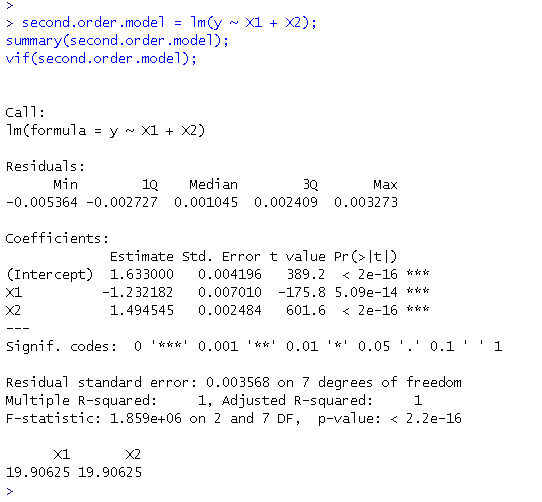 >
> second.order.model = lm(y ~ X1 + X2);
summary(second.order.model);
vif(second.order.model);
Call:
lm(formula = y ~ X1 + X2)
Residuals:
      Min        1Q    Median        3Q       Max
-0.005364 -0.002727  0.001045  0.002409  0.003273
Coefficients:
             Estimate Std. Error t value Pr(>|t|)
(Intercept)  1.633000   0.004196   389.2  < 2e-16 ***
X1          -1.232182   0.007010  -175.8 5.09e-14 ***
X2           1.494545   0.002484   601.6  < 2e-16 ***
---
Signif. codes:  0 '***' 0.001 '**' 0.01 '*' 0.05 '.' 0.1 ' ' 1
Residual standard error: 0.003568 on 7 degrees of freedom
Multiple R-squared:      1, Adjusted R-squared:      1
F-statistic: 1.859e+06 on 2 and 7 DF,  p-value: < 2.2e-16
      X1       X2
19.90625 19.90625
>